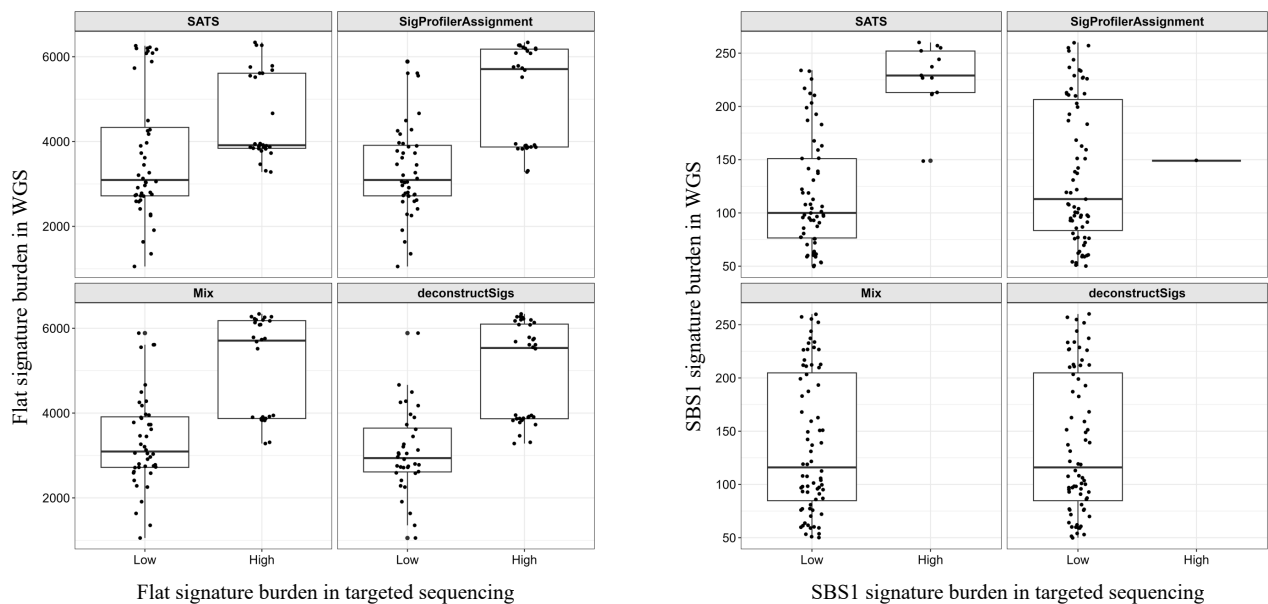 SATS
SigProfilerAssignment
6000
4000
2000
Mix
deconstructSigs
6000
4000
2000
Low
High
Low
High
Flat signature burden in WGS
Flat signature burden in targeted sequencing
SATS
SigProfilerAssignment
250
200
150
100
50
Mix
deconstructSigs
250
200
150
100
50
Low
High
Low
High
SBS1 signature burden in WGS
SBS1 signature burden in targeted sequencing